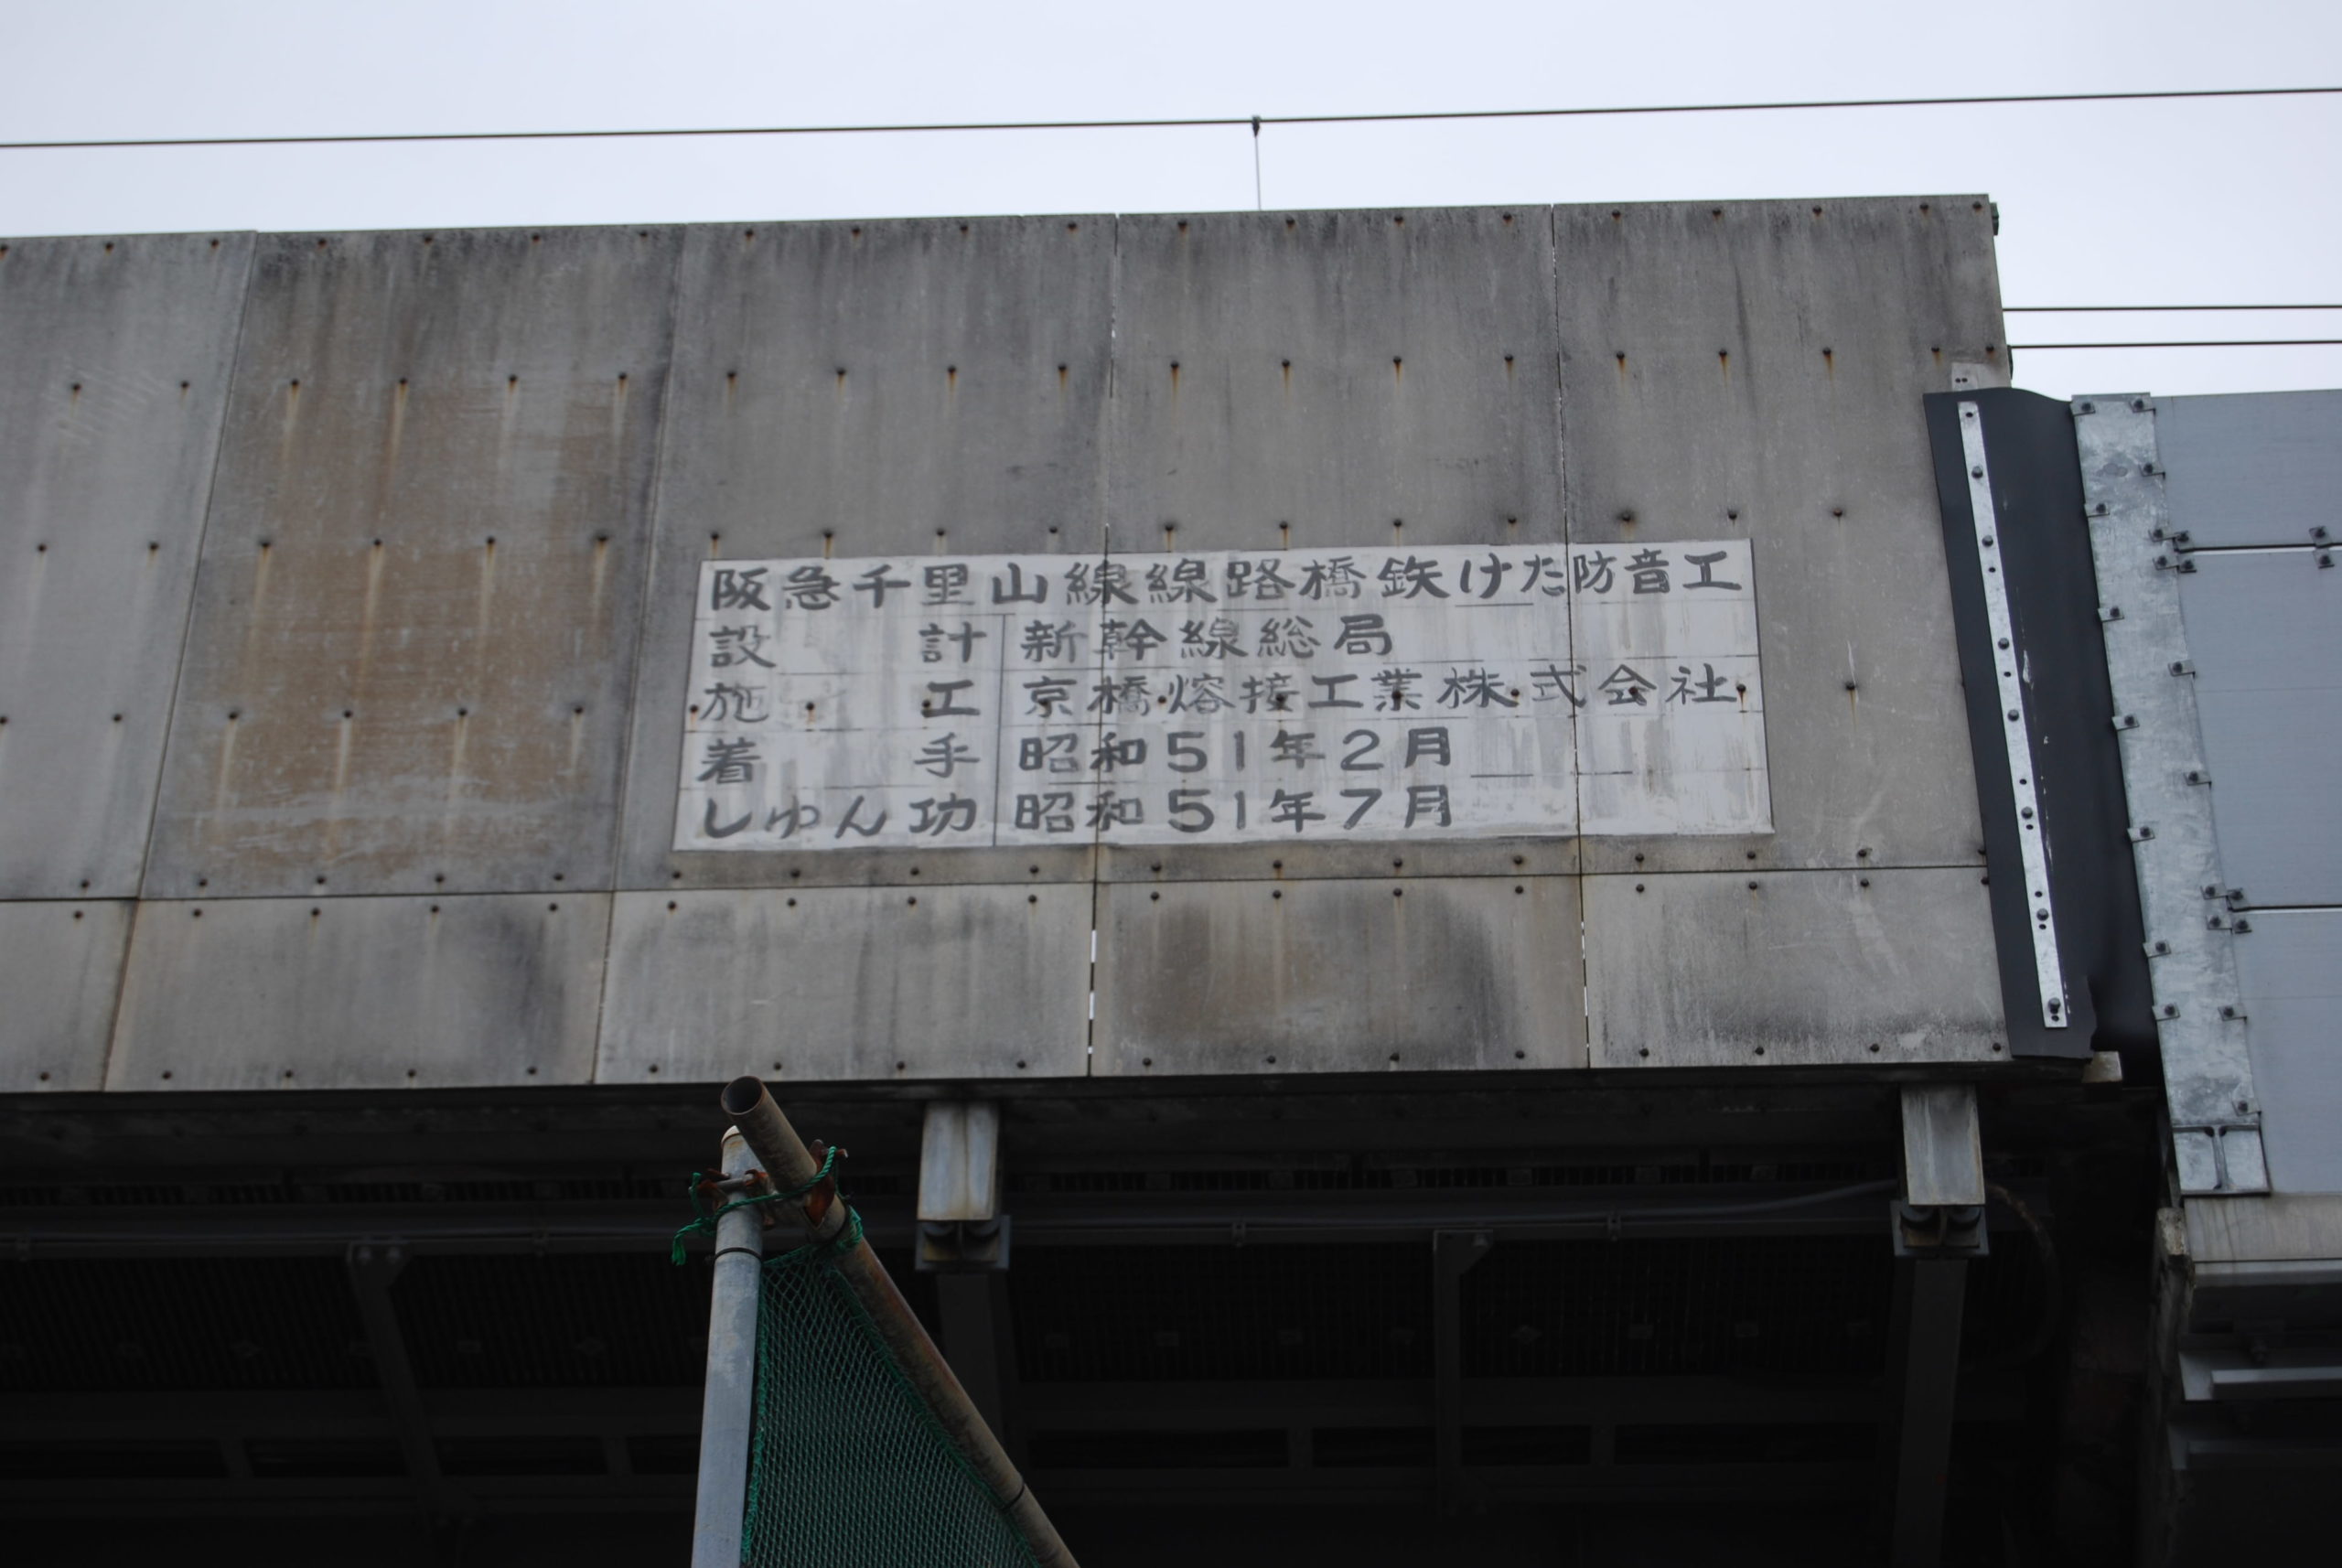 阪急千里山線線路橋鉄けた防音工
設計 新幹線総局
施工 京橋熔接工業株式会社
着手 昭和51年2月
しゅん功 昭和51年7月